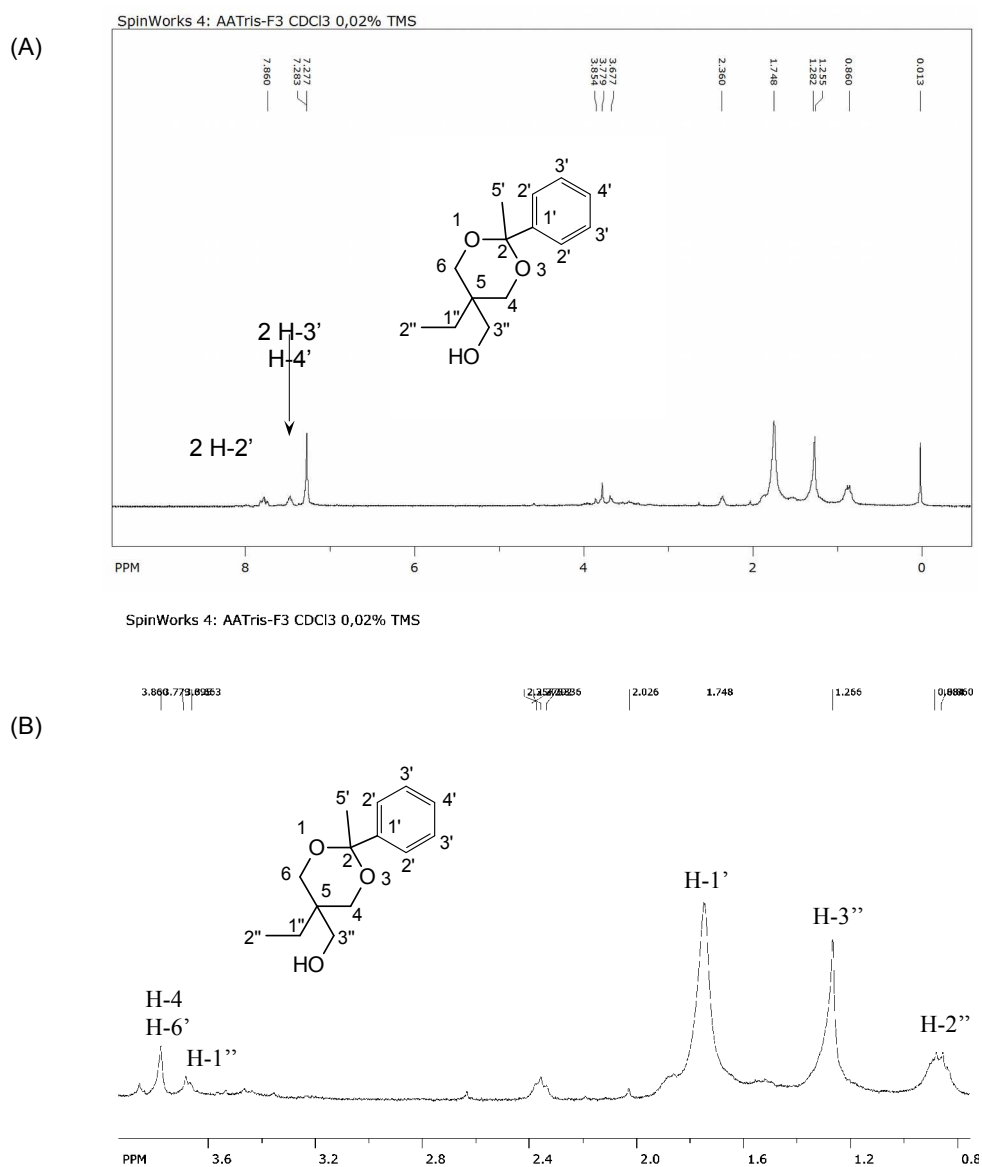 SpinWorks 4: AATris-F3 CDCl3 0,02% TMS
(A)
7.860 7.283 7.277 3.854 3.779 3.677 2.360 1.748 1.282 1.255 0.860 0.013
3'
5' 2' 4'
1 1' 3'
O 2 2'
6 O 3
5
4
2" 1" 3"
HO
2 H-3’
H-4’
2 H-2’
PPM 8 6 4 2 0
SpinWorks 4: AATris-F3 CDCl3 0,02% TMS
2.026 1.748 1.266
(B)
3'
5' 2' 4'
1 1' 3'
O 2 2'
6 O 3
5
4
2" 1" 3"
HO
H-1’
H-3’’
H-4
H-6’
H-1’’
H-2’’
PPM 3.6 3.2 2.8 2.4 2.0 1.6 1.2 0.8